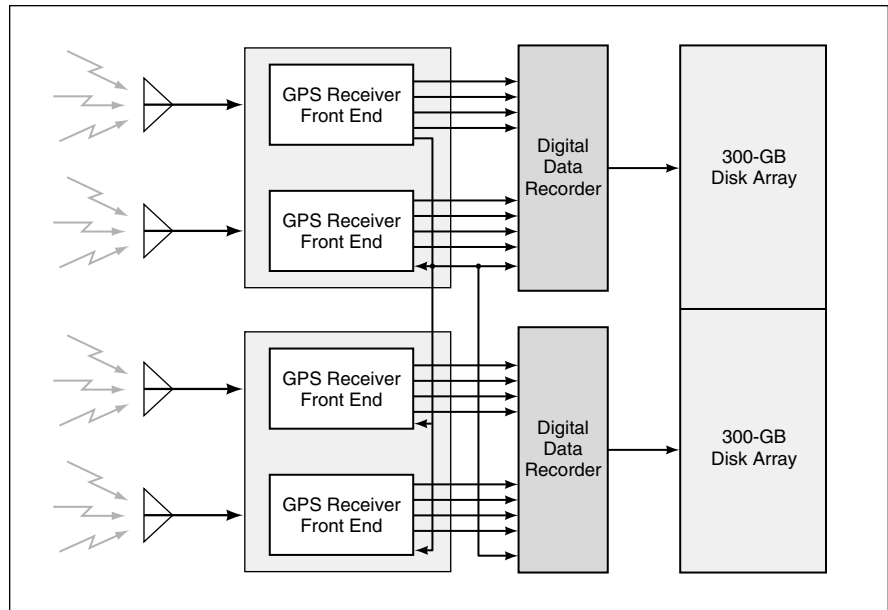 GPS Receiver
Front End
GPS Receiver
Front End
Digital
Data
Recorder
300-GB
Disk Array
GPS Receiver
Front End
GPS Receiver
Front End
Digital
Data
Recorder
300-GB
Disk Array